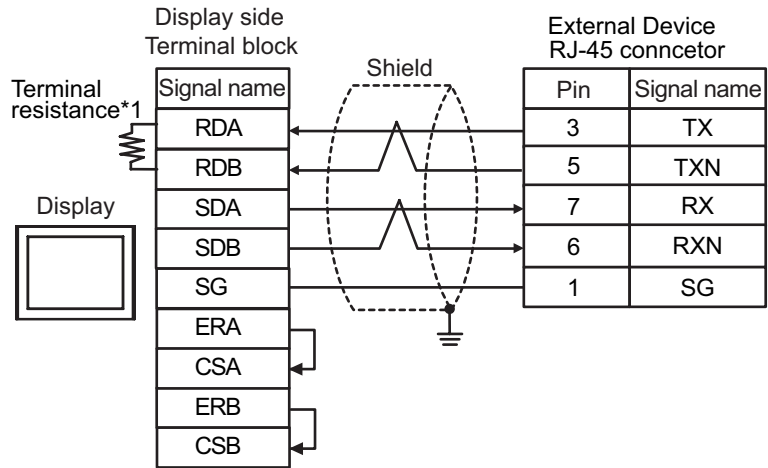 Display side
Terminal block
External Device
RJ-45 conncetor
Shield
Terminal
resistance*1
Display
Signal name
RDA
RDB
SDA
SDB
SG
ERA
CSA
ERB
CSB
Pin Signal name
3 TX
5 TXN
7 RX
6 RXN
1 SG